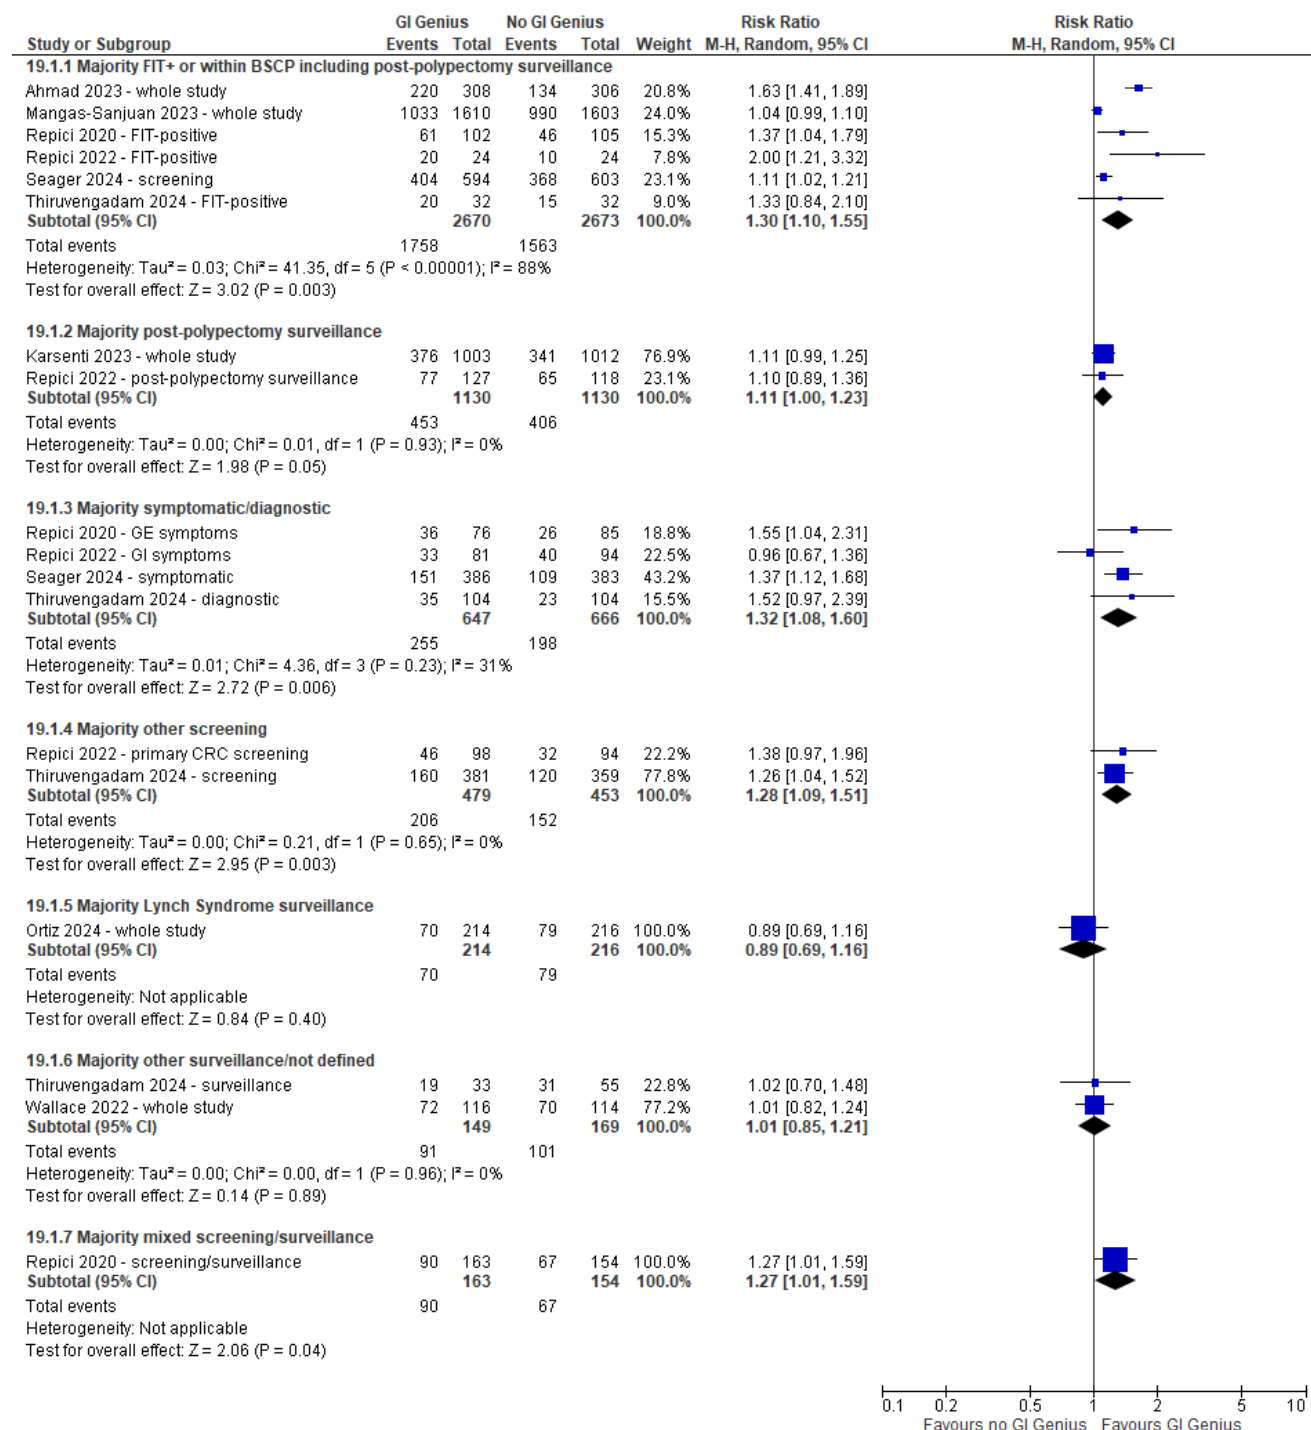 GI Genius No GI Genius Risk Ratio Risk Ratio
Study or Subgroup Events Total Events Total Weight M-H, Random, 95% CI M-H, Random, 95% CI
19.1.1 Majority FIT+ or within BSCP including post-polypectomy surveillance
Ahmad 2023 - whole study 220 308 134 306 20.8% 1.63 [1.41, 1.89]
Mangas-Sanjuan 2023 - whole study 1033 1610 990 1603 24.0% 1.04 [0.99, 1.10]
Repici 2020 - FIT-positive 61 102 46 105 15.3% 1.37 [1.04, 1.79]
Repici 2022 - FIT-positive 20 24 10 24 7.8% 2.00 [1.21, 3.32]
Seager 2024 - screening 404 594 368 603 23.1% 1.11 [1.02, 1.21]
Thiruvengadam 2024 - FIT-positive 20 32 15 32 9.0% 1.33 [0.84, 2.10]
Subtotal (95% CI) 2670 2673 100.0% 1.30 [1.10, 1.55]
Total events 1758 1563
Heterogeneity: Tau² = 0.03; Chi² = 41.35, df = 5 (P < 0.00001); I² = 88%
Test for overall effect: Z = 3.02 (P = 0.003)
19.1.2 Majority post-polypectomy surveillance
Karsenti 2023 - whole study 376 1003 341 1012 76.9% 1.11 [0.99, 1.25]
Repici 2022 - post-polypectomy surveillance 77 127 65 118 23.1% 1.10 [0.89, 1.36]
Subtotal (95% CI) 1130 1130 100.0% 1.11 [1.00, 1.23]
Total events 453 406
Heterogeneity: Tau² = 0.00; Chi² = 0.01, df = 1 (P = 0.93); I² = 0%
Test for overall effect: Z = 1.98 (P = 0.05)
19.1.3 Majority symptomatic/diagnostic
Repici 2020 - GE symptoms 36 76 26 85 18.8% 1.55 [1.04, 2.31]
Repici 2022 - GI symptoms 33 81 40 94 22.5% 0.96 [0.67, 1.36]
Seager 2024 - symptomatic 151 386 109 383 43.2% 1.37 [1.12, 1.68]
Thiruvengadam 2024 - diagnostic 35 104 23 104 15.5% 1.52 [0.97, 2.39]
Subtotal (95% CI) 647 666 100.0% 1.32 [1.08, 1.60]
Total events 255 198
Heterogeneity: Tau² = 0.01; Chi² = 4.36, df = 3 (P = 0.23); I² = 31%
Test for overall effect: Z = 2.72 (P = 0.006)
19.1.4 Majority other screening
Repici 2022 - primary CRC screening 46 98 32 94 22.2% 1.38 [0.97, 1.96]
Thiruvengadam 2024 - screening 160 381 120 359 77.8% 1.26 [1.04, 1.52]
Subtotal (95% CI) 479 453 100.0% 1.28 [1.09, 1.51]
Total events 206 152
Heterogeneity: Tau² = 0.00; Chi² = 0.21, df = 1 (P = 0.65); I² = 0%
Test for overall effect: Z = 2.95 (P = 0.003)
19.1.5 Majority Lynch Syndrome surveillance
Ortiz 2024 - whole study 70 214 79 216 100.0% 0.89 [0.69, 1.16]
Subtotal (95% CI) 214 216 100.0% 0.89 [0.69, 1.16]
Total events 70 79
Heterogeneity: Not applicable
Test for overall effect: Z = 0.84 (P = 0.40)
19.1.6 Majority other surveillance/not defined
Thiruvengadam 2024 - surveillance 19 33 31 55 22.8% 1.02 [0.70, 1.48]
Wallace 2022 - whole study 72 116 70 114 77.2% 1.01 [0.82, 1.24]
Subtotal (95% CI) 149 169 100.0% 1.01 [0.85, 1.21]
Total events 91 101
Heterogeneity: Tau² = 0.00; Chi² = 0.00, df = 1 (P = 0.96); I² = 0%
Test for overall effect: Z = 0.14 (P = 0.89)
19.1.7 Majority mixed screening/surveillance
Repici 2020 - screening/surveillance 90 163 67 154 100.0% 1.27 [1.01, 1.59]
Subtotal (95% CI) 163 154 100.0% 1.27 [1.01, 1.59]
Total events 90 67
Heterogeneity: Not applicable
Test for overall effect: Z = 2.06 (P = 0.04)
0.1 0.2 0.5 1 2 5 10
Favours no GI Genius Favours GI Genius